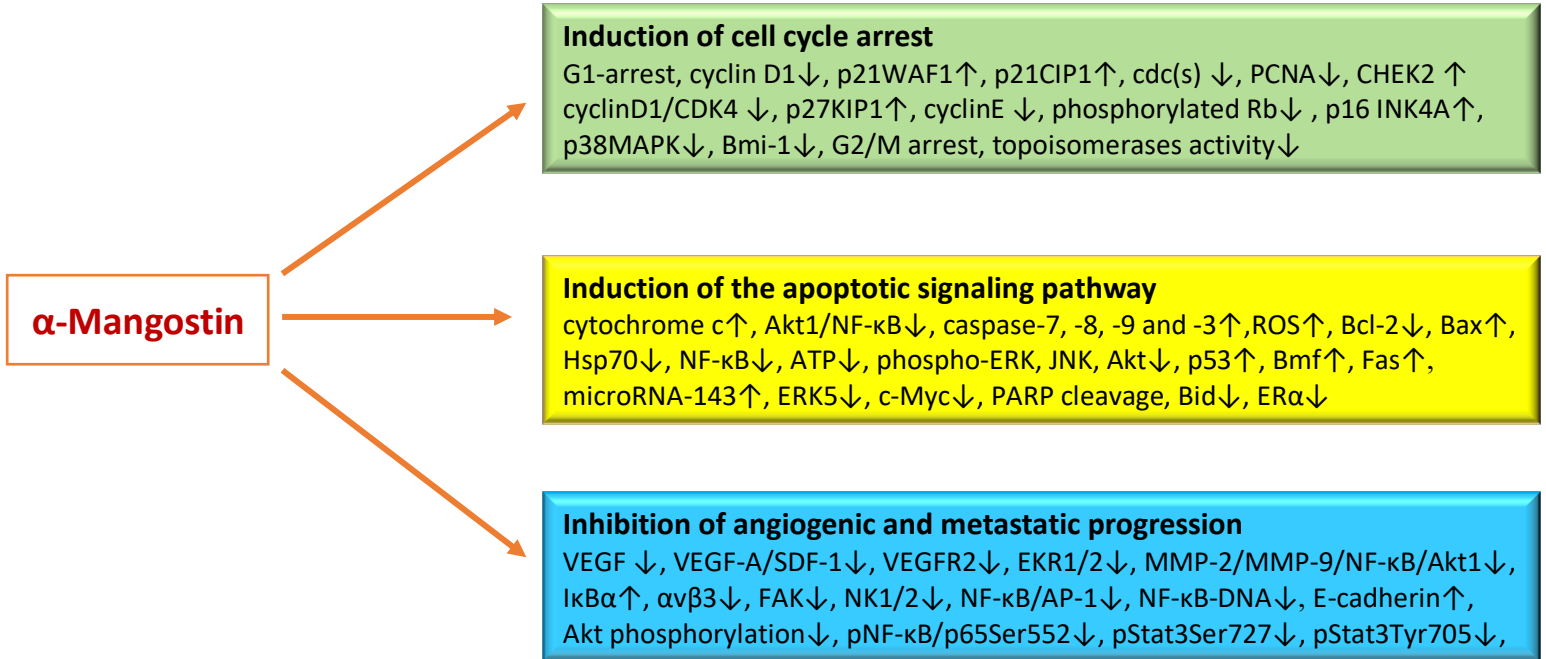 Induction of cell cycle arrest
G1-arrest, cyclin D1↓, p21WAF1↑, p21CIP1↑, cdc(s) ↓, PCNA↓, CHEK2 ↑
cyclinD1/CDK4 ↓, p27KIP1↑, cyclinE ↓, phosphorylated Rb↓ , p16 INK4A↑,
p38MAPK↓, Bmi-1↓, G2/M arrest, topoisomerases activity↓
α-Mangostin
Induction of the apoptotic signaling pathway
cytochrome c↑, Akt1/NF-κB↓, caspase-7, -8, -9 and -3↑,ROS↑, Bcl-2↓, Bax↑,
Hsp70↓, NF-κB↓, ATP↓, phospho-ERK, JNK, Akt↓, p53↑, Bmf↑, Fas↑,
microRNA-143↑, ERK5↓, c-Myc↓, PARP cleavage, Bid↓, ERα↓
Inhibition of angiogenic and metastatic progression
VEGF ↓, VEGF-A/SDF-1↓, VEGFR2↓, EKR1/2↓, MMP-2/MMP-9/NF-κB/Akt1↓,
IκBα↑, αvβ3↓, FAK↓, NK1/2↓, NF-κB/AP-1↓, NF-κB-DNA↓, E-cadherin↑,
Akt phosphorylation↓, pNF-κB/p65Ser552↓, pStat3Ser727↓, pStat3Tyr705↓,